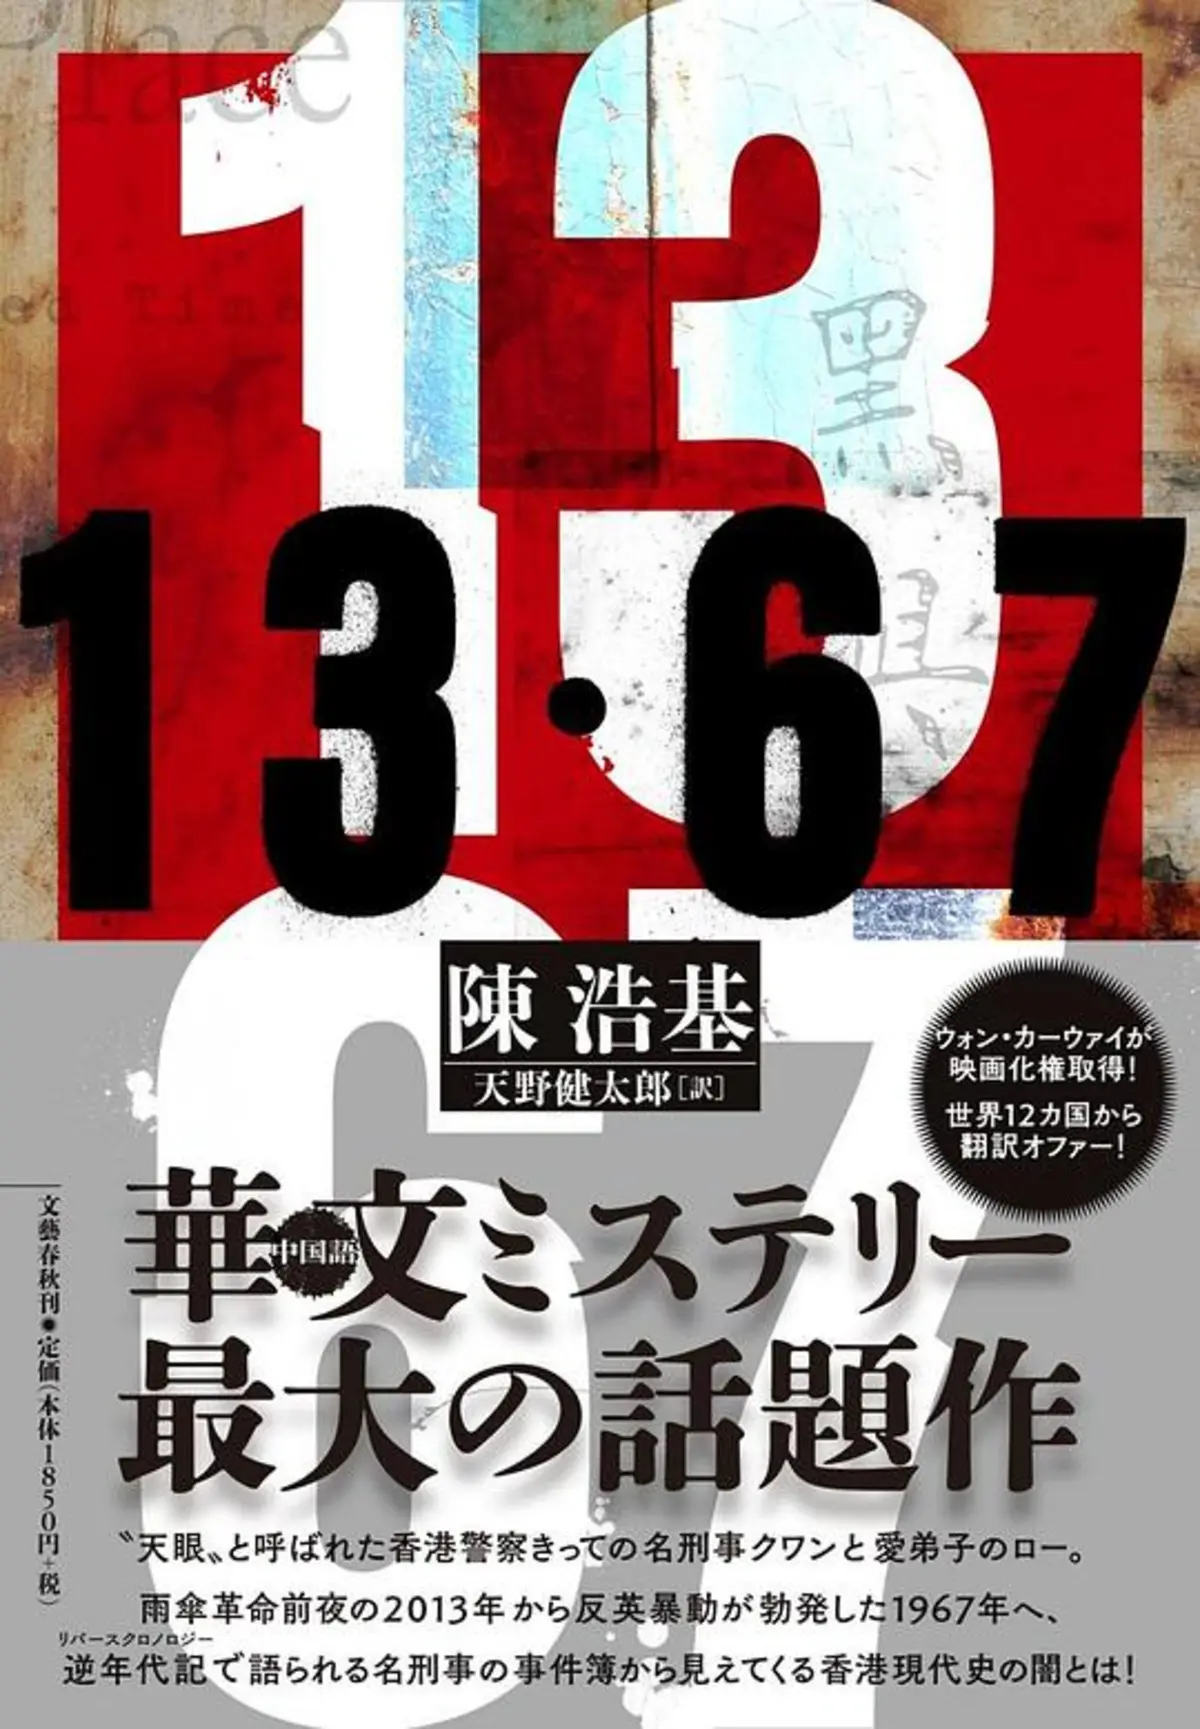 Place
ed Time
13
67
13・67
陳 浩基
天野健太郎[訳]
ウォン・カーウァイが
映画化権取得!
世界12カ国から
翻訳オファー!
華文ミステリー
中国語
最大の話題作
〝天眼〟と呼ばれた香港警察きっての名刑事クワンと愛弟子のロー。
雨傘革命前夜の2013年から反英暴動が勃発した1967年へ、
リバースクロノロジー
逆年代記で語られる名刑事の事件簿から見えてくる香港現代史の闇とは!
文藝春秋刊●定価(本体1850円+税)